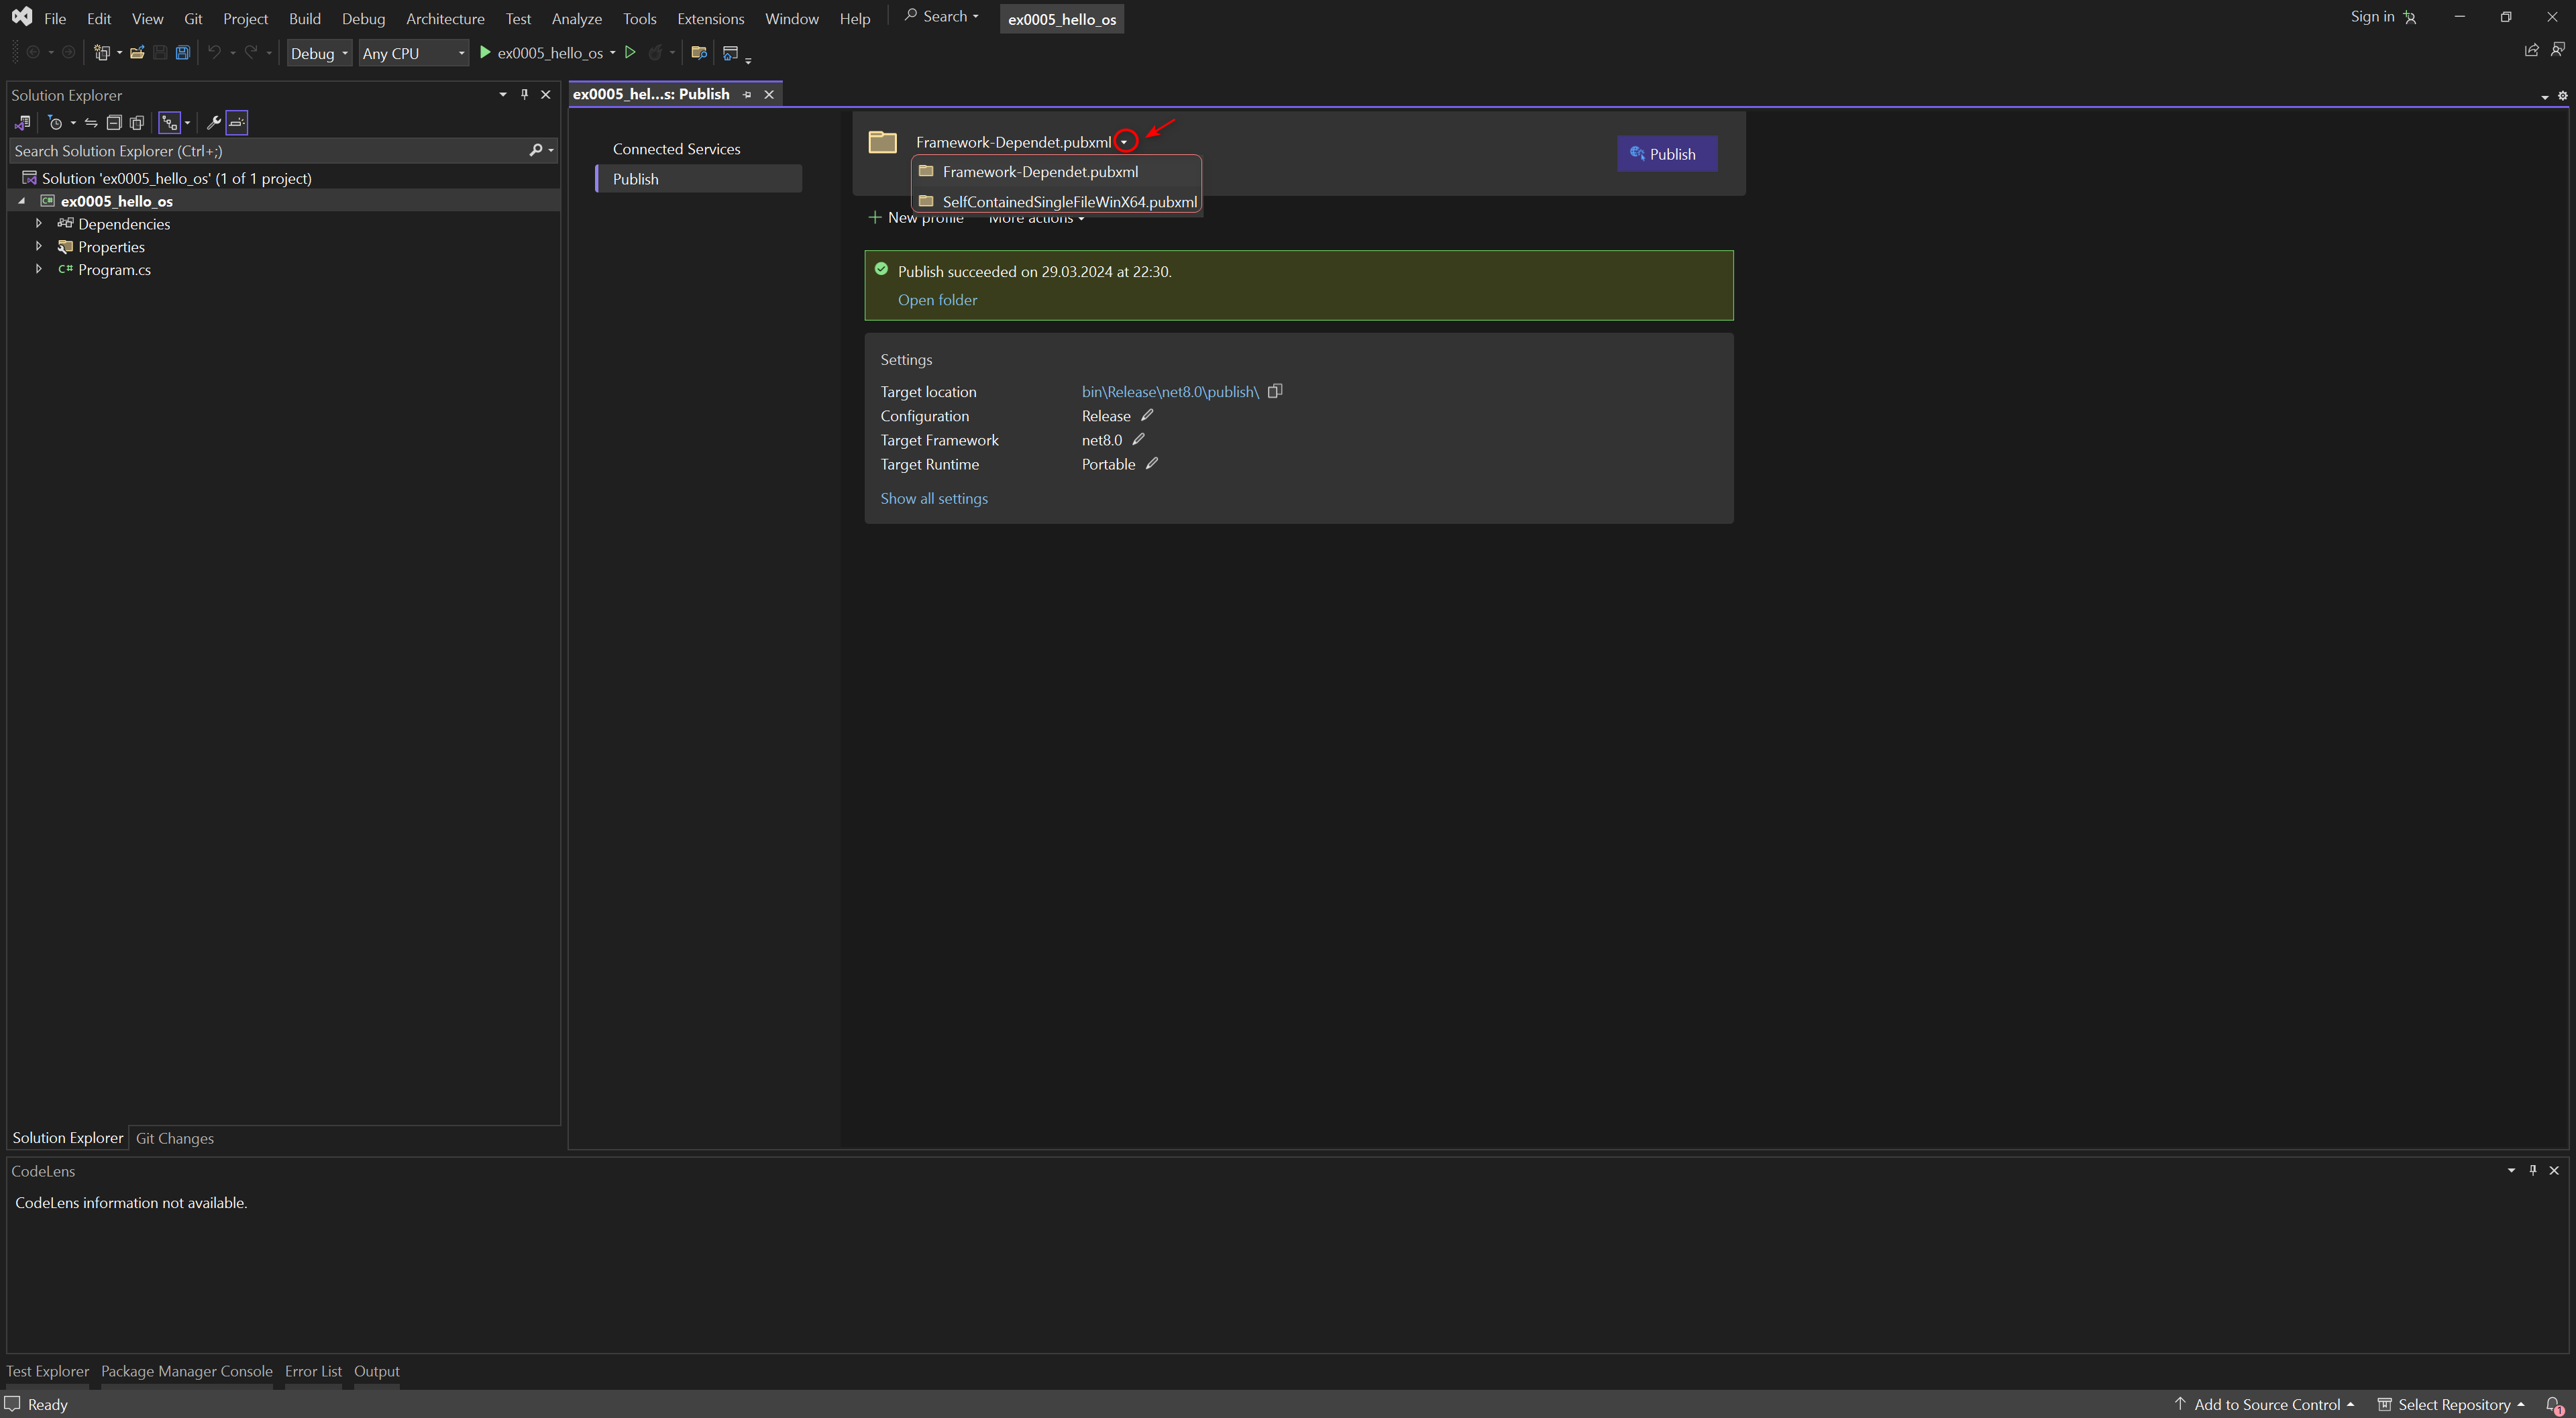 File Edit View Git Project Build Debug Architecture Test Analyze Tools Extensions Window Help Search ex0005_hello_os Sign in
Debug Any CPU ex0005_hello_os
Solution Explorer
Search Solution Explorer (Ctrl+;)
Solution 'ex0005_hello_os' (1 of 1 project)
C# ex0005_hello_os
Dependencies
Properties
C# Program.cs
Solution Explorer Git Changes
ex0005_hel...s: Publish
Connected Services
Publish
Framework-Dependet.pubxml
Framework-Dependet.pubxml
SelfContainedSingleFileWinX64.pubxml
Publish
New profile More actions
Publish succeeded on 29.03.2024 at 22:30.
Open folder
Settings
Target location bin\Release\net8.0\publish\
Configuration Release
Target Framework net8.0
Target Runtime Portable
Show all settings
CodeLens
CodeLens information not available.
Test Explorer Package Manager Console Error List Output
Ready Add to Source Control Select Repository 1